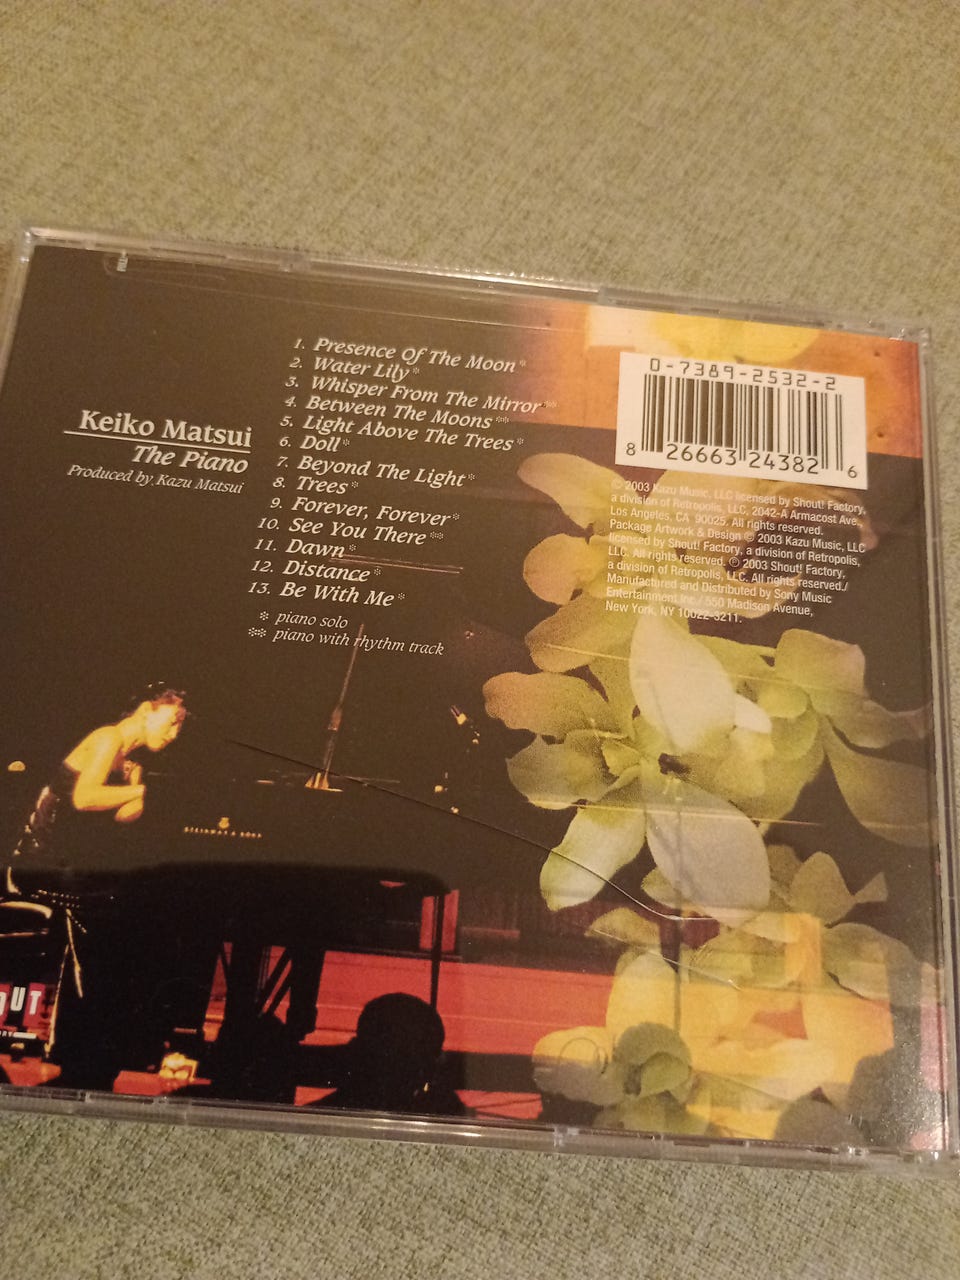 Keiko Matsui
The Piano
Produced by Kazu Matsui
1. Presence Of The Moon*
2. Water Lily*
3. Whisper From The Mirror**
4. Between The Moons**
5. Light Above The Trees*
6. Doll*
7. Beyond The Light*
8. Trees*
9. Forever, Forever*
10. See You There**
11. Dawn*
12. Distance*
13. Be With Me*
* piano solo
** piano with rhythm track
0-7389-2532-2
8 26663 24382 6
© 2003 Kazu Music, LLC licensed by Shout! Factory,
a division of Retropolis, LLC, 2042-A Armacost Ave.,
Los Angeles, CA 90025. All rights reserved.
Package Artwork & Design © 2003 Kazu Music, LLC
licensed by Shout! Factory, a division of Retropolis,
LLC. All rights reserved. ℗ 2003 Shout! Factory,
a division of Retropolis, LLC. All rights reserved./
Manufactured and Distributed by Sony Music
Entertainment Inc./ 550 Madison Avenue,
New York, NY 10022-3211.
STEINWAY & SONS
OUT